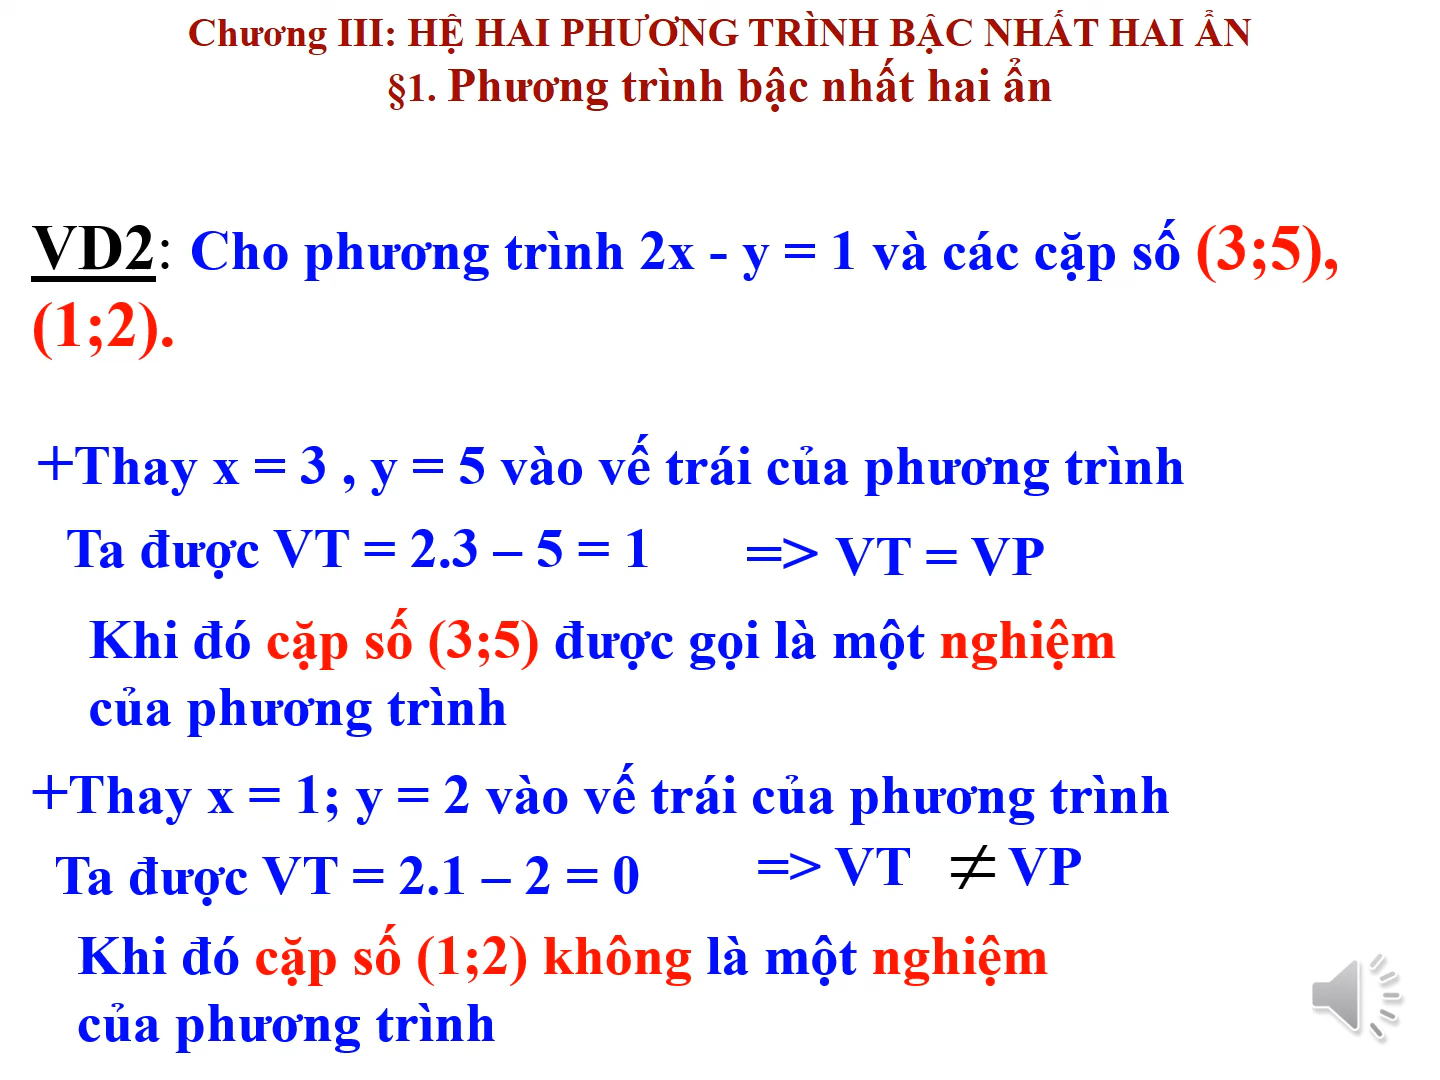 Chương III: HỆ HAI PHƯƠNG TRÌNH BẬC NHẤT HAI ẨN
§1. Phương trình bậc nhất hai ẩn
VD2: Cho phương trình 2x - y = 1 và các cặp số (3;5),
(1;2).
+Thay x = 3 , y = 5 vào vế trái của phương trình
Ta được VT = 2.3 – 5 = 1 => VT = VP
Khi đó cặp số (3;5) được gọi là một nghiệm
của phương trình
+Thay x = 1; y = 2 vào vế trái của phương trình
Ta được VT = 2.1 – 2 = 0 => VT ≠ VP
Khi đó cặp số (1;2) không là một nghiệm
của phương trình